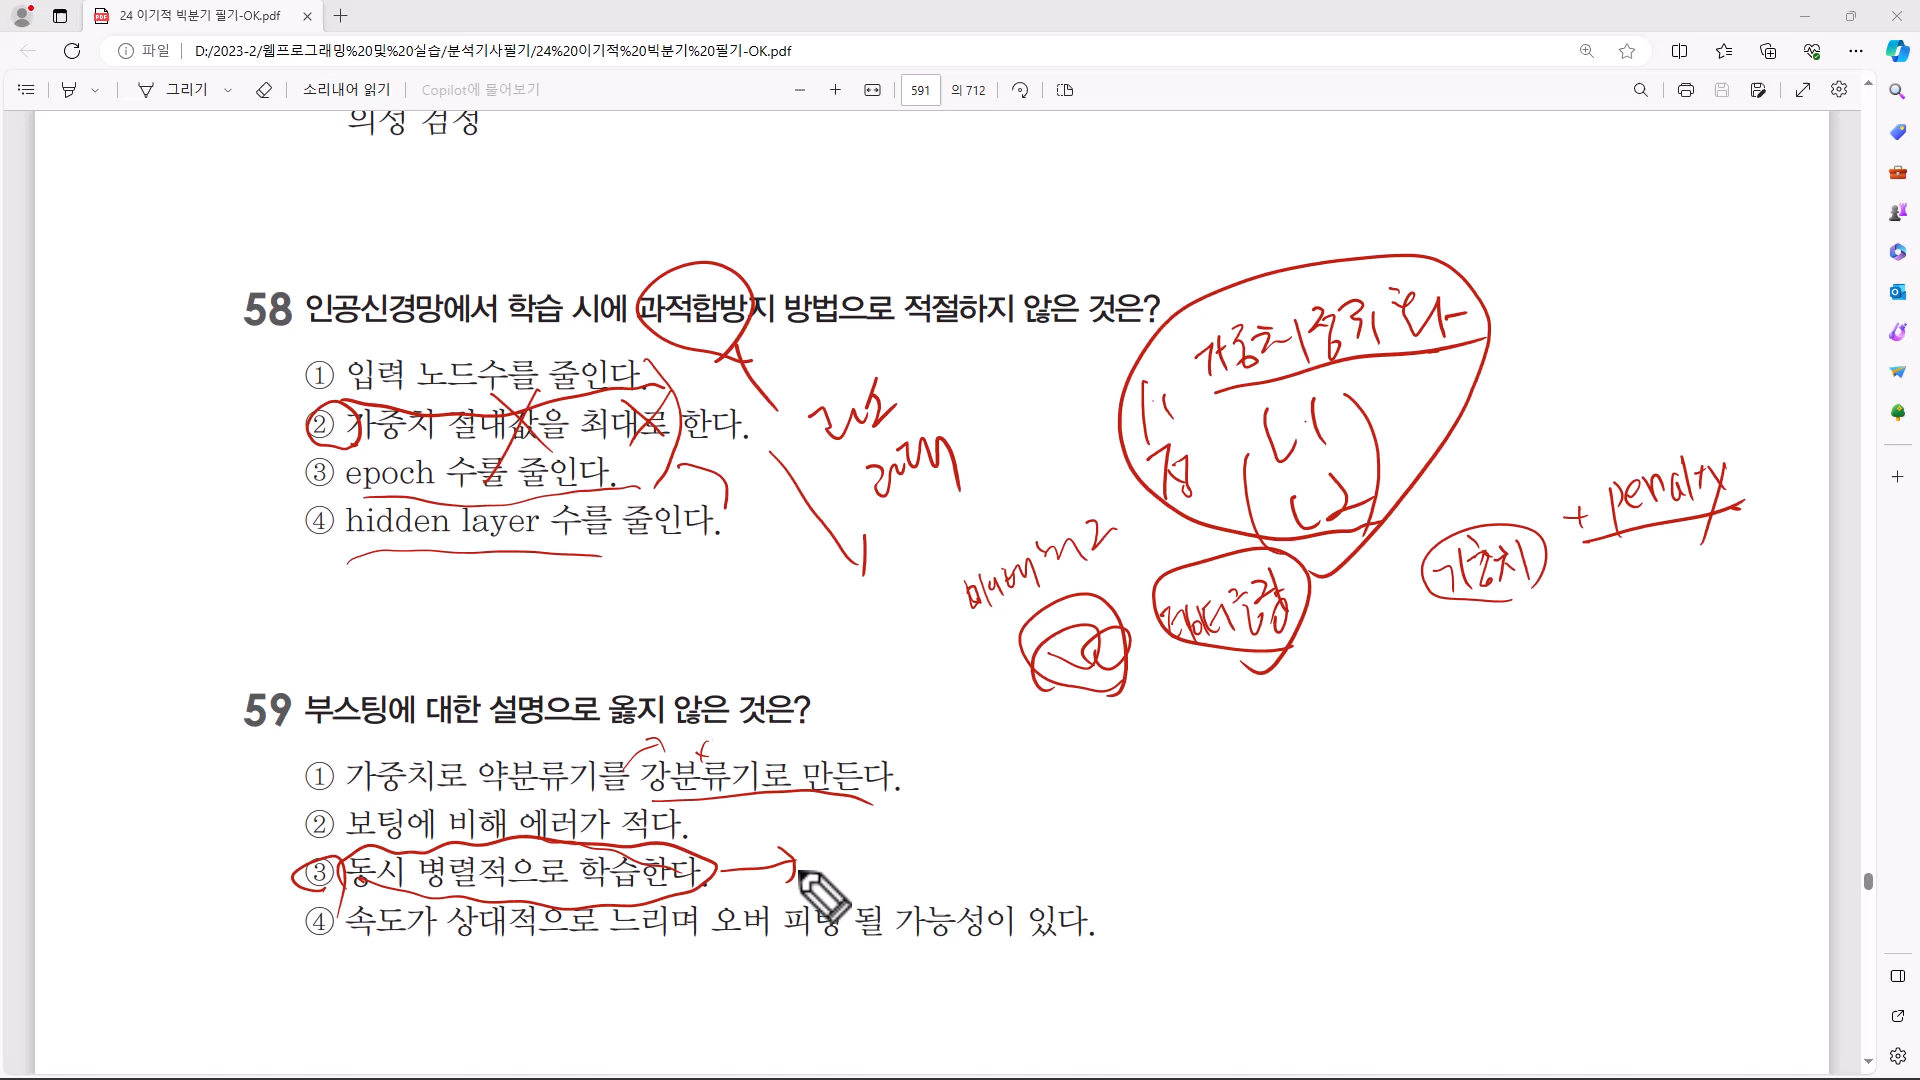 24 이기적 빅분기 필기-OK.pdf
파일 D:/2023-2/웹프로그래밍%20및%20실습/분석기사필기/24%20이기적%20빅분기%20필기-OK.pdf
그리기 소리내어 읽기 Copilot에 물어보기 591 의 712
의성 검정
58 인공신경망에서 학습 시에 과적합방지 방법으로 적절하지 않은 것은?
① 입력 노드수를 줄인다.
② 가중치 절대값을 최대로 한다.
③ epoch 수를 줄인다.
④ hidden layer 수를 줄인다.
가중치 규화
+ penalty
가중치
59 부스팅에 대한 설명으로 옳지 않은 것은?
① 가중치로 약분류기를 강분류기로 만든다.
② 보팅에 비해 에러가 적다.
③ 동시 병렬적으로 학습한다.
④ 속도가 상대적으로 느리며 오버 피팅 될 가능성이 있다.